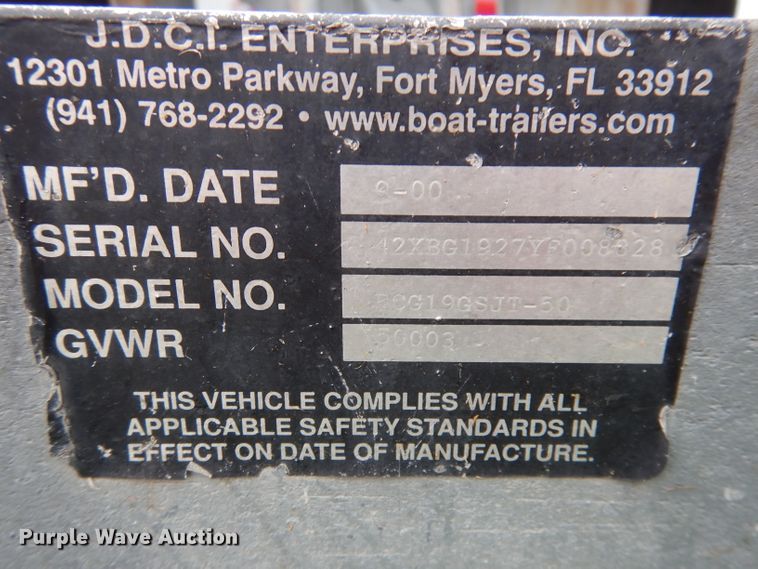 J.D.C.I. ENTERPRISES, INC.
12301 Metro Parkway, Fort Myers, FL 33912
(941) 768-2292 • www.boat-trailers.com
MF'D. DATE
SERIAL NO.
MODEL NO.
GVWR
THIS VEHICLE COMPLIES WITH ALL
APPLICABLE SAFETY STANDARDS IN
EFFECT ON DATE OF MANUFACTURE.
Purple Wave Auction